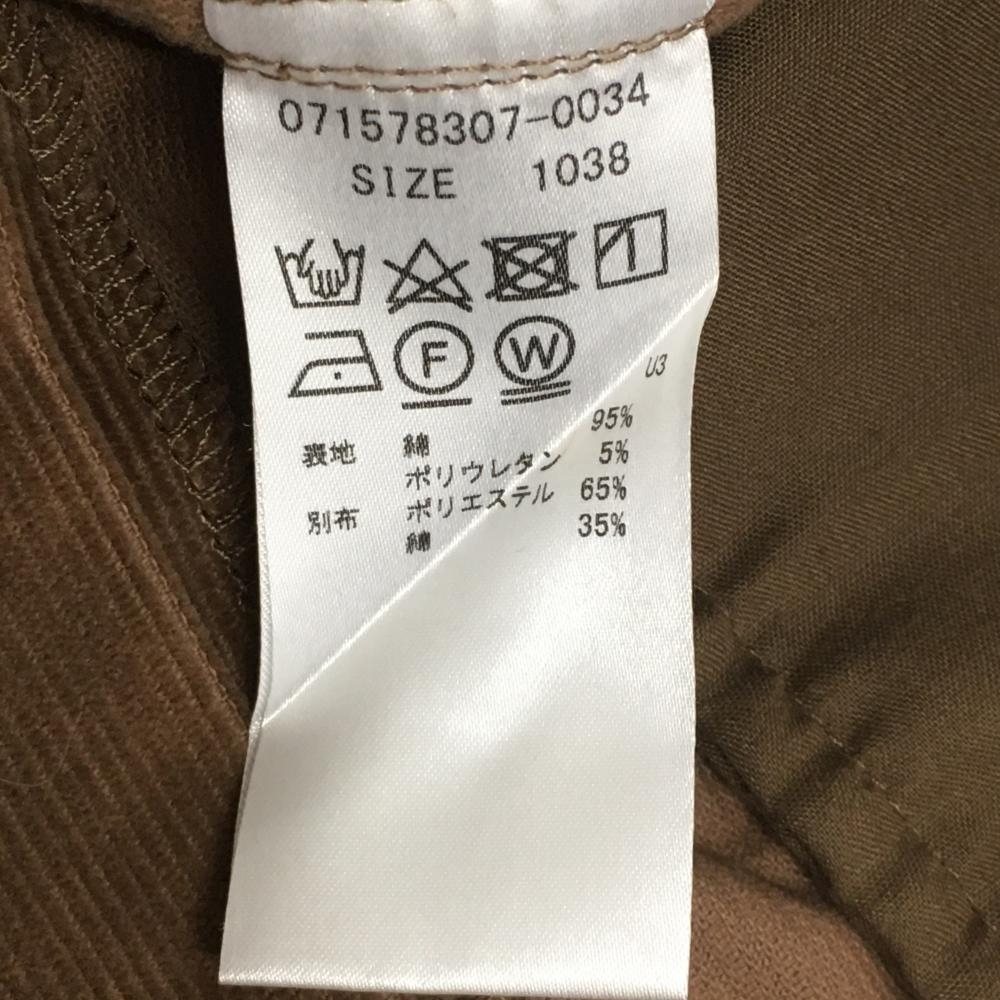 071578307-0034
SIZE 1038
F W
U3
表地 綿 95%
ポリウレタン 5%
別布 ポリエステル 65%
綿 35%